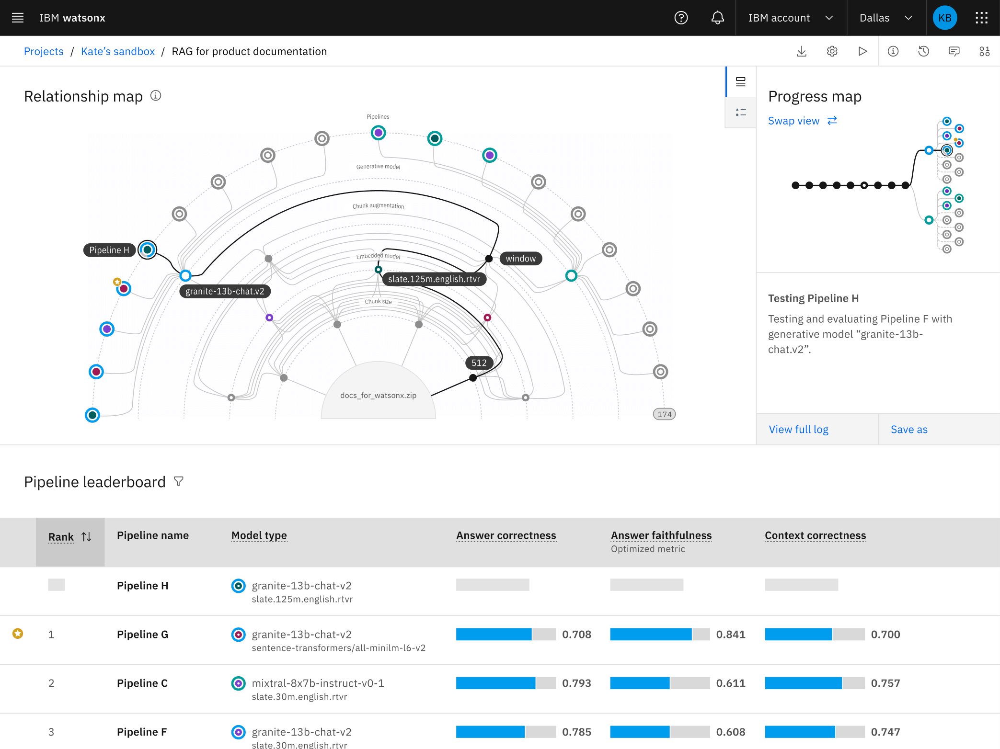 IBM watsonx
IBM account
Dallas
KB
Projects / Kate’s sandbox / RAG for product documentation
Relationship map
Pipelines
Generative model
Chunk augmentation
Embedded model
Chunk size
Pipeline H
granite-13b-chat.v2
window
slate.125m.english.rtvr
512
docs_for_watsonx.zip
174
Progress map
Swap view
Testing Pipeline H
Testing and evaluating Pipeline F with
generative model “granite-13b-
chat.v2”.
View full log
Save as
Pipeline leaderboard
Rank
Pipeline name
Model type
Answer correctness
Answer faithfulness
Optimized metric
Context correctness
Pipeline H
granite-13b-chat-v2
slate.125m.english.rtvr
1
Pipeline G
granite-13b-chat-v2
sentence-transformers/all-minilm-l6-v2
0.708
0.841
0.700
2
Pipeline C
mixtral-8x7b-instruct-v0-1
slate.30m.english.rtvr
0.793
0.611
0.757
3
Pipeline F
granite-13b-chat-v2
slate.30m.english.rtvr
0.785
0.608
0.747